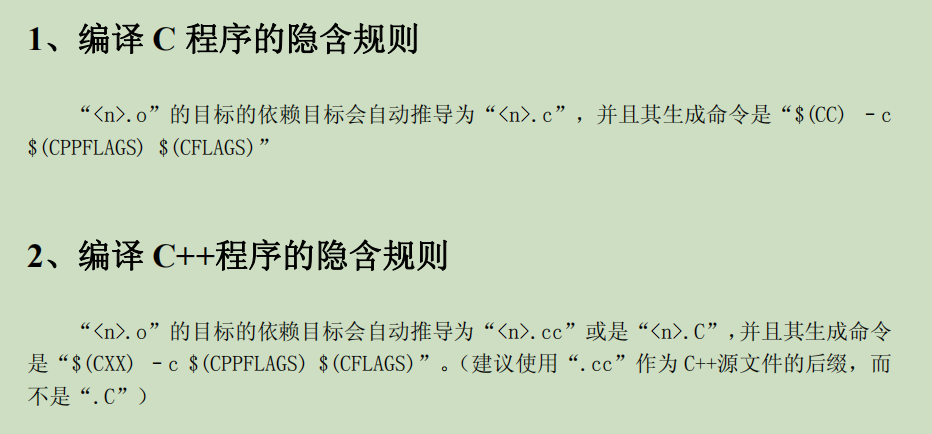 1、编译 C 程序的隐含规则
“<n>.o”的目标的依赖目标会自动推导为“<n>.c”，并且其生成命令是“$(CC) –c
$(CPPFLAGS) $(CFLAGS)”
2、编译 C++程序的隐含规则
“<n>.o”的目标的依赖目标会自动推导为“<n>.cc”或是“<n>.C”,并且其生成命令
是“$(CXX) –c $(CPPFLAGS) $(CFLAGS)”。（建议使用“.cc”作为 C++源文件的后缀，而
不是“.C”）